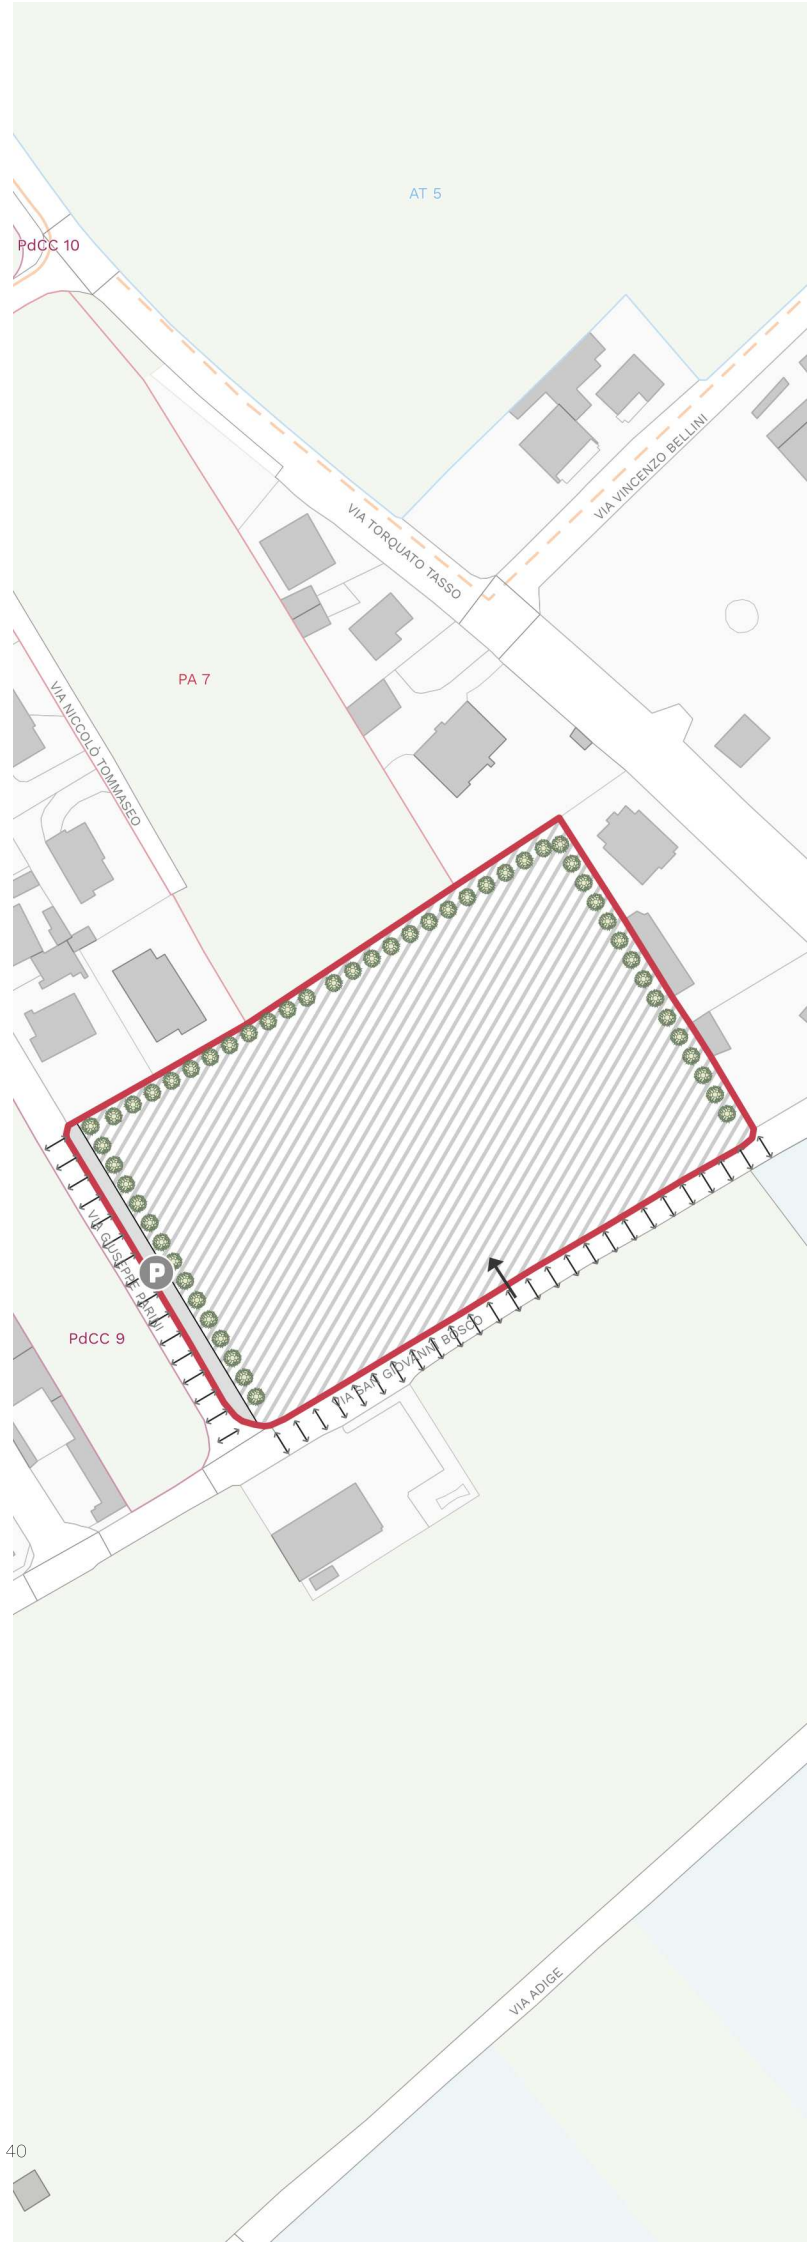 AT 5
PdCC 10
VIA VINCENZO BELLINI
VIA TORQUATO TASSO
PA 7
VIA NICCOLÒ TOMMASEO
VIA GIUSEPPE PARINI
P
PdCC 9
VIA SAN GIOVANNI BOSCO
VIA ADIGE
40